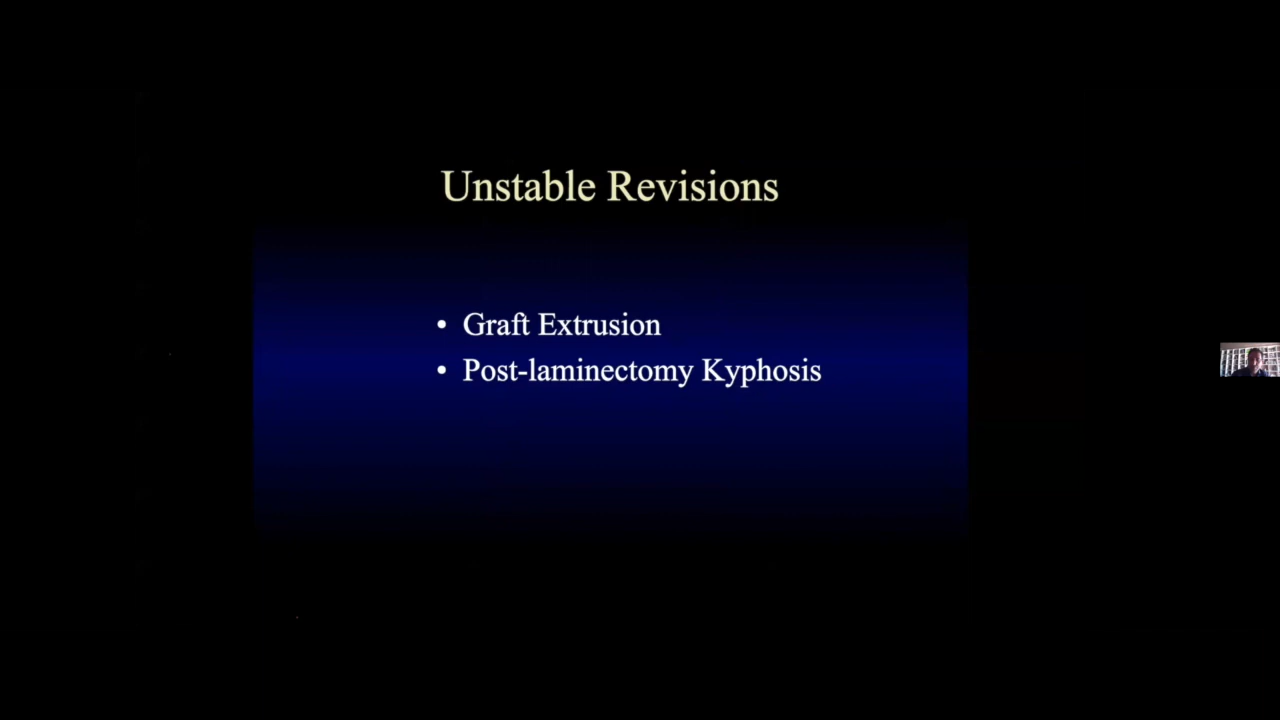 Unstable Revisions
• Graft Extrusion
• Post-laminectomy Kyphosis